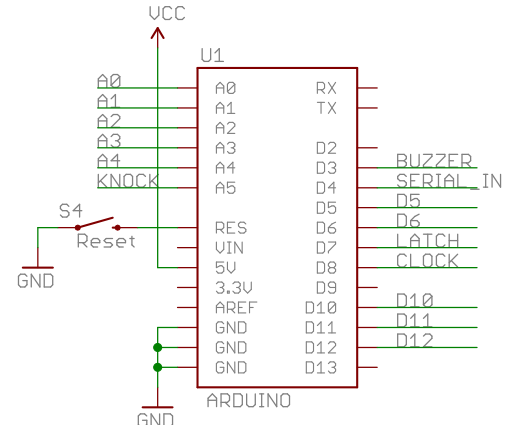 VCC
U1
A0 A0 RX
A1 A1 TX
A2 A2
A3 A3 D2
A4 A4 D3 BUZZER
KNOCK A5 D4 SERIAL_IN
D5 D5
S4 RES D6 D6
Reset VIN D7 LATCH
5V D8 CLOCK
GND 3.3V D9
AREF D10 D10
GND D11 D11
GND D12 D12
GND D13
ARDUINO
GND